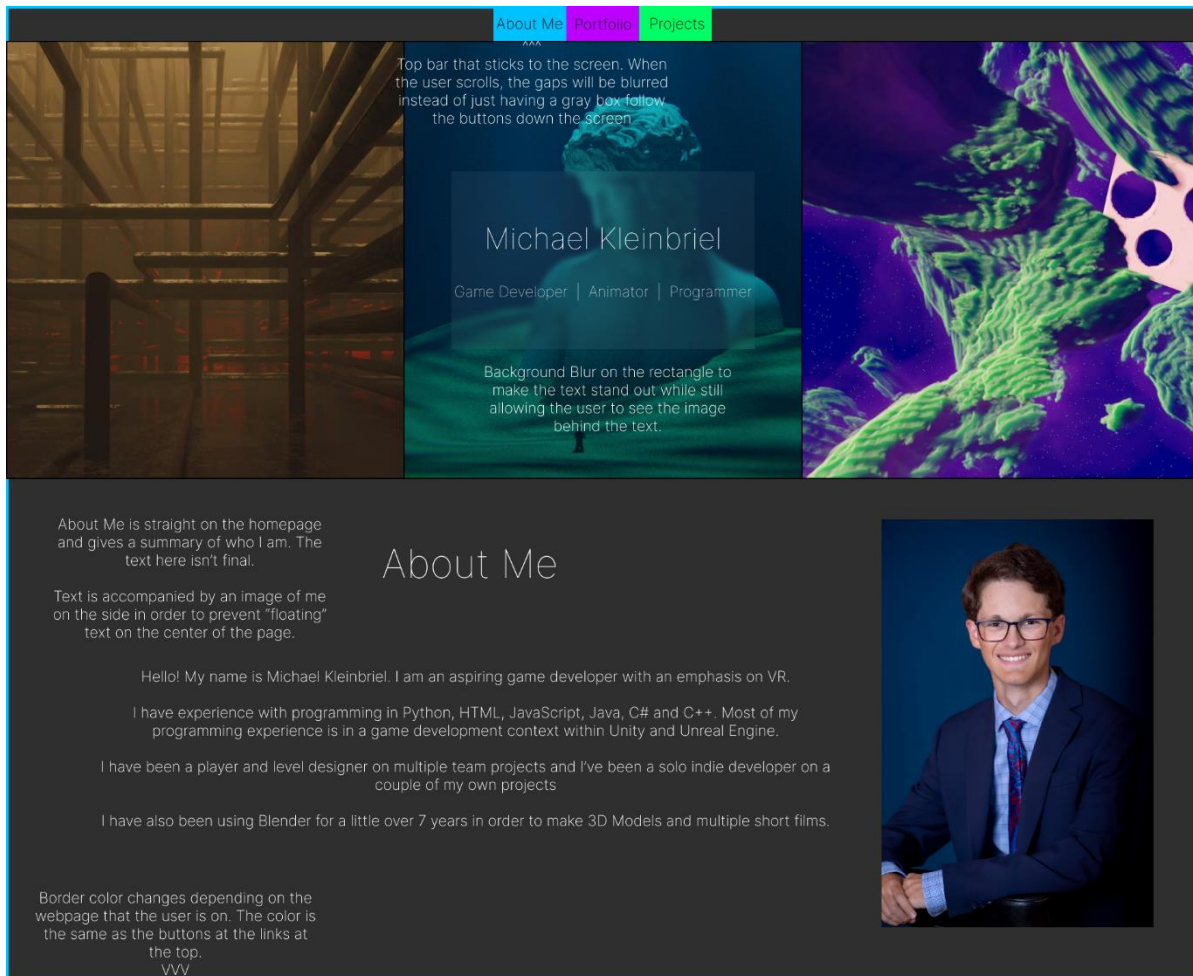 About Me Portfolio Projects
^^^
Top bar that sticks to the screen. When
the user scrolls, the gaps will be blurred
instead of just having a gray box follow
the buttons down the screen
Michael Kleinbriel
Game Developer | Animator | Programmer
Background Blur on the rectangle to
make the text stand out while still
allowing the user to see the image
behind the text.
About Me is straight on the homepage
and gives a summary of who I am. The
text here isn’t final.
Text is accompanied by an image of me
on the side in order to prevent “floating”
text on the center of the page.
About Me
Hello! My name is Michael Kleinbriel. I am an aspiring game developer with an emphasis on VR.
I have experience with programming in Python, HTML, JavaScript, Java, C# and C++. Most of my
programming experience is in a game development context within Unity and Unreal Engine.
I have been a player and level designer on multiple team projects and I’ve been a solo indie developer on a
couple of my own projects
I have also been using Blender for a little over 7 years in order to make 3D Models and multiple short films.
Border color changes depending on the
webpage that the user is on. The color is
the same as the buttons at the links at
the top.
VVV